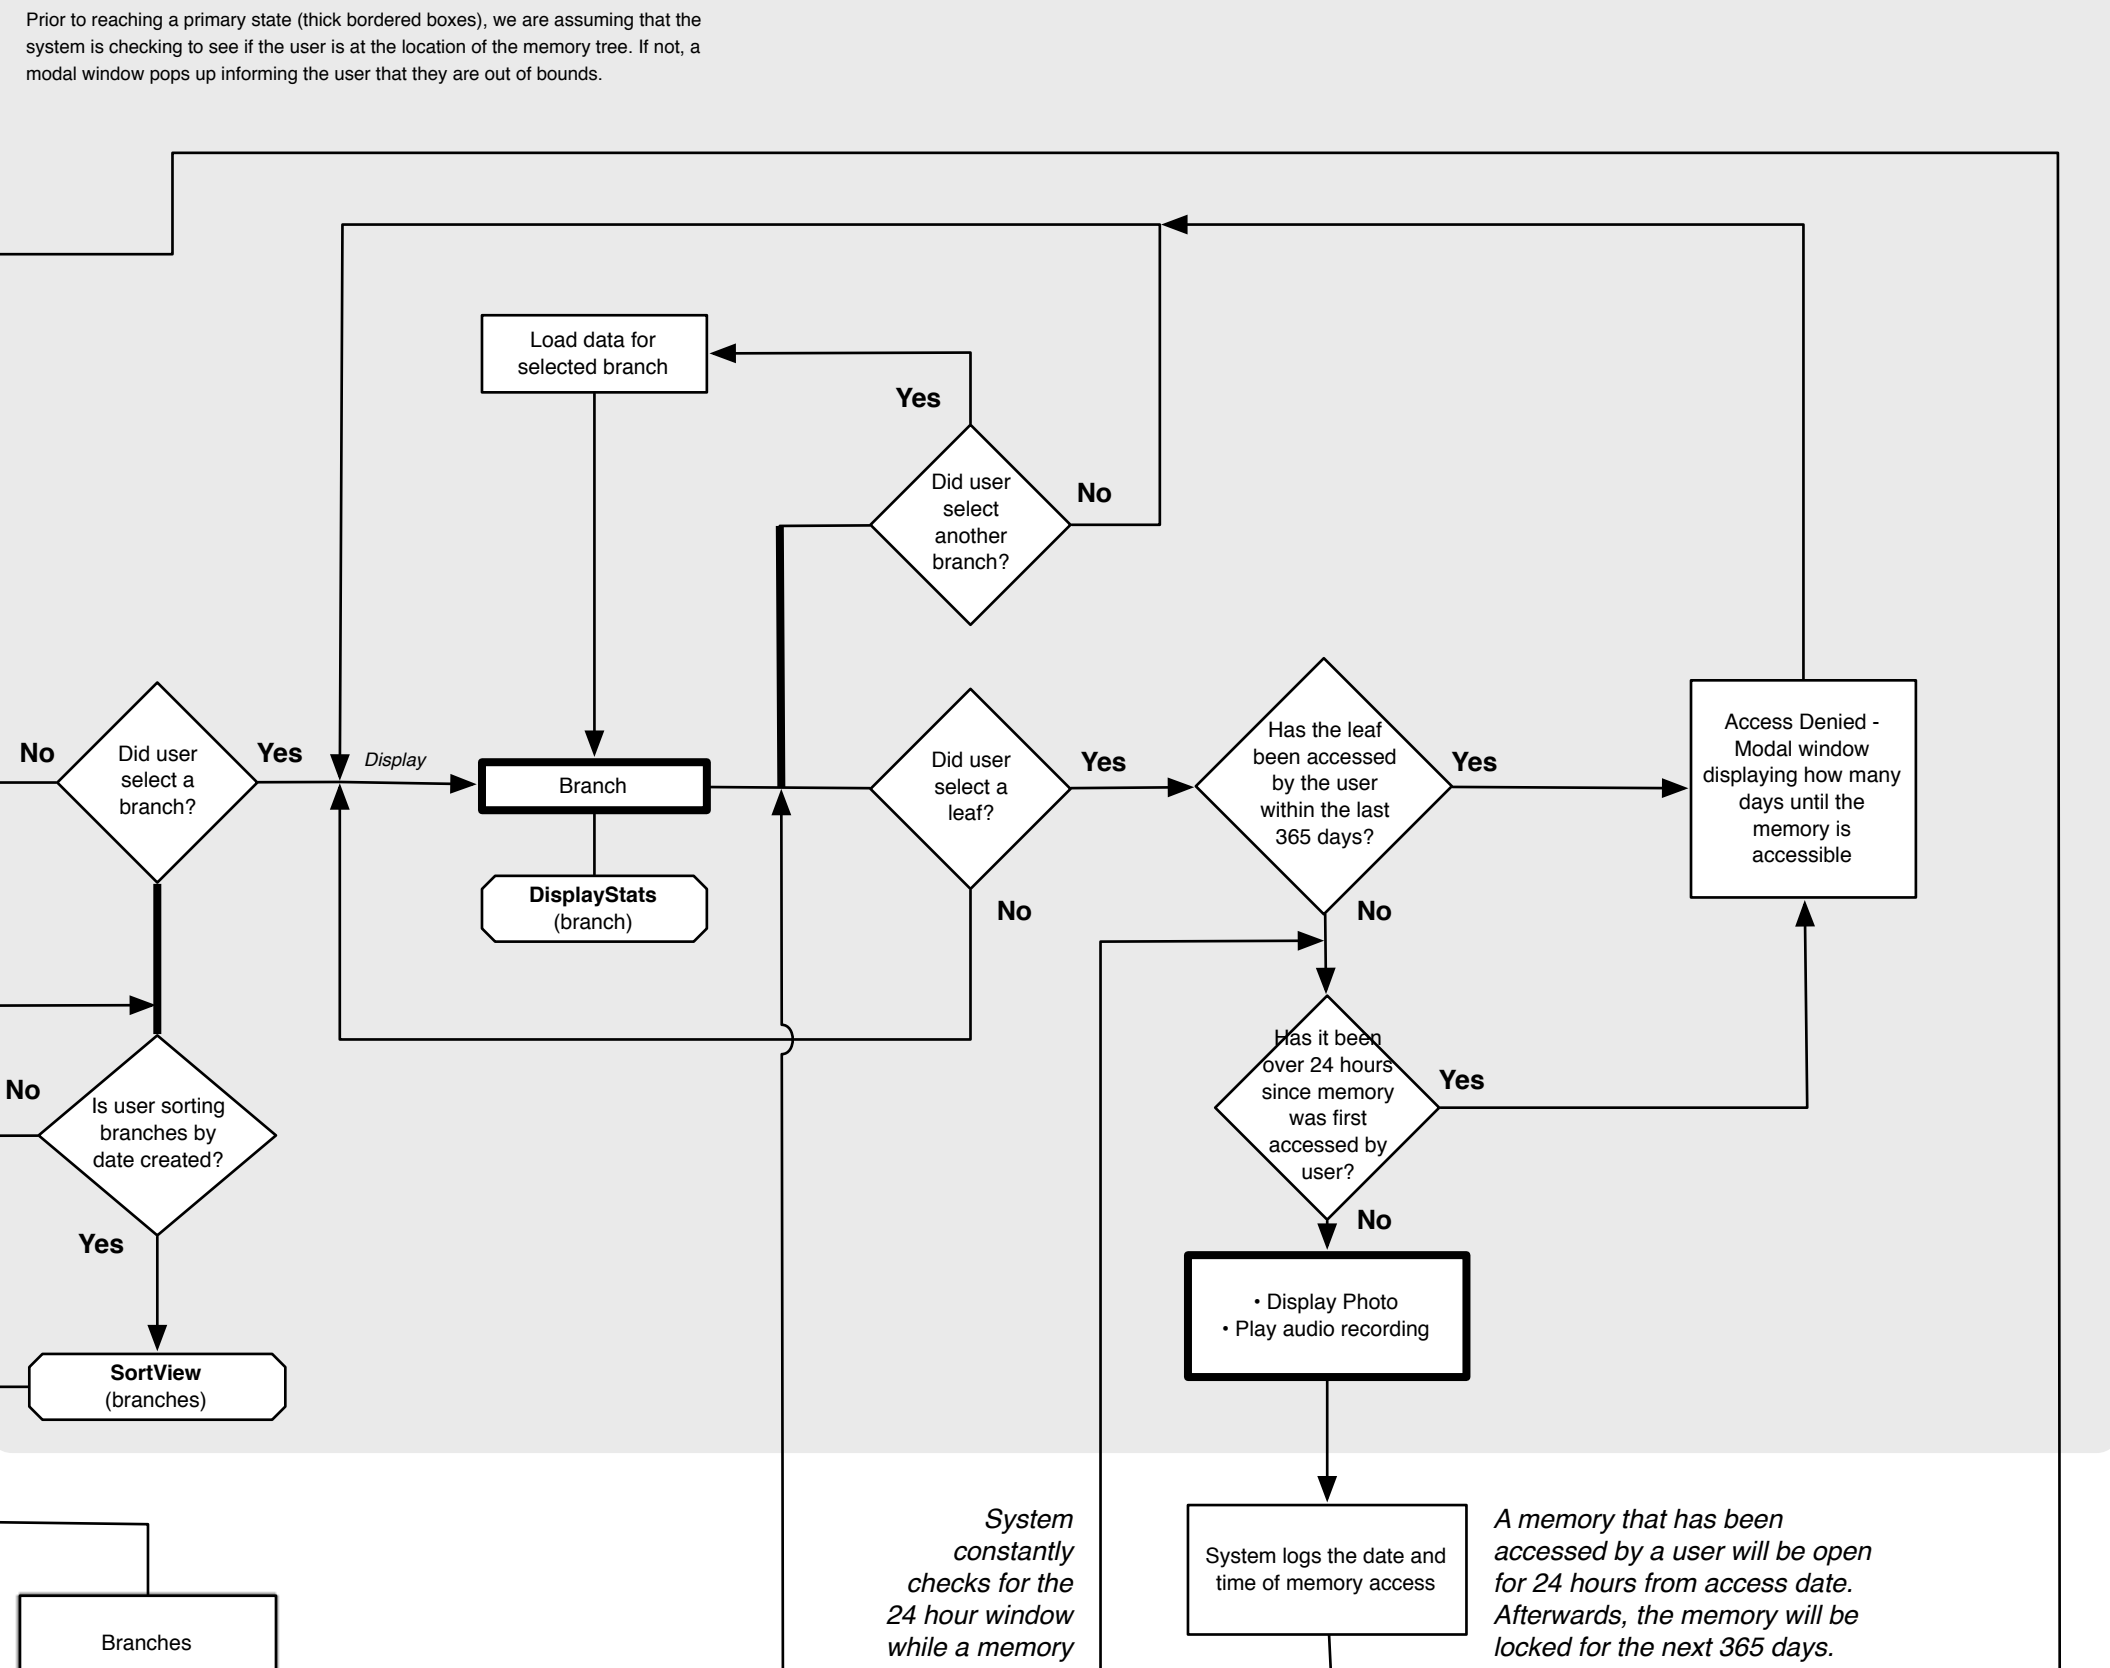 Prior to reaching a primary state (thick bordered boxes), we are assuming that the
system is checking to see if the user is at the location of the memory tree. If not, a
modal window pops up informing the user that they are out of bounds.
Load data for
selected branch
Yes
Did user
select
another
branch?
No
No
Did user
select a
branch?
Yes
Display
Branch
Did user
select a
leaf?
Yes
Has the leaf
been accessed
by the user
within the last
365 days?
Yes
Access Denied -
Modal window
displaying how many
days until the
memory is
accessible
DisplayStats
(branch)
No
No
No
Is user sorting
branches by
date created?
Yes
Has it been
over 24 hours
since memory
was first
accessed by
user?
Yes
No
• Display Photo
• Play audio recording
SortView
(branches)
System
constantly
checks for the
24 hour window
while a memory
System logs the date and
time of memory access
A memory that has been
accessed by a user will be open
for 24 hours from access date.
Afterwards, the memory will be
locked for the next 365 days.
Branches